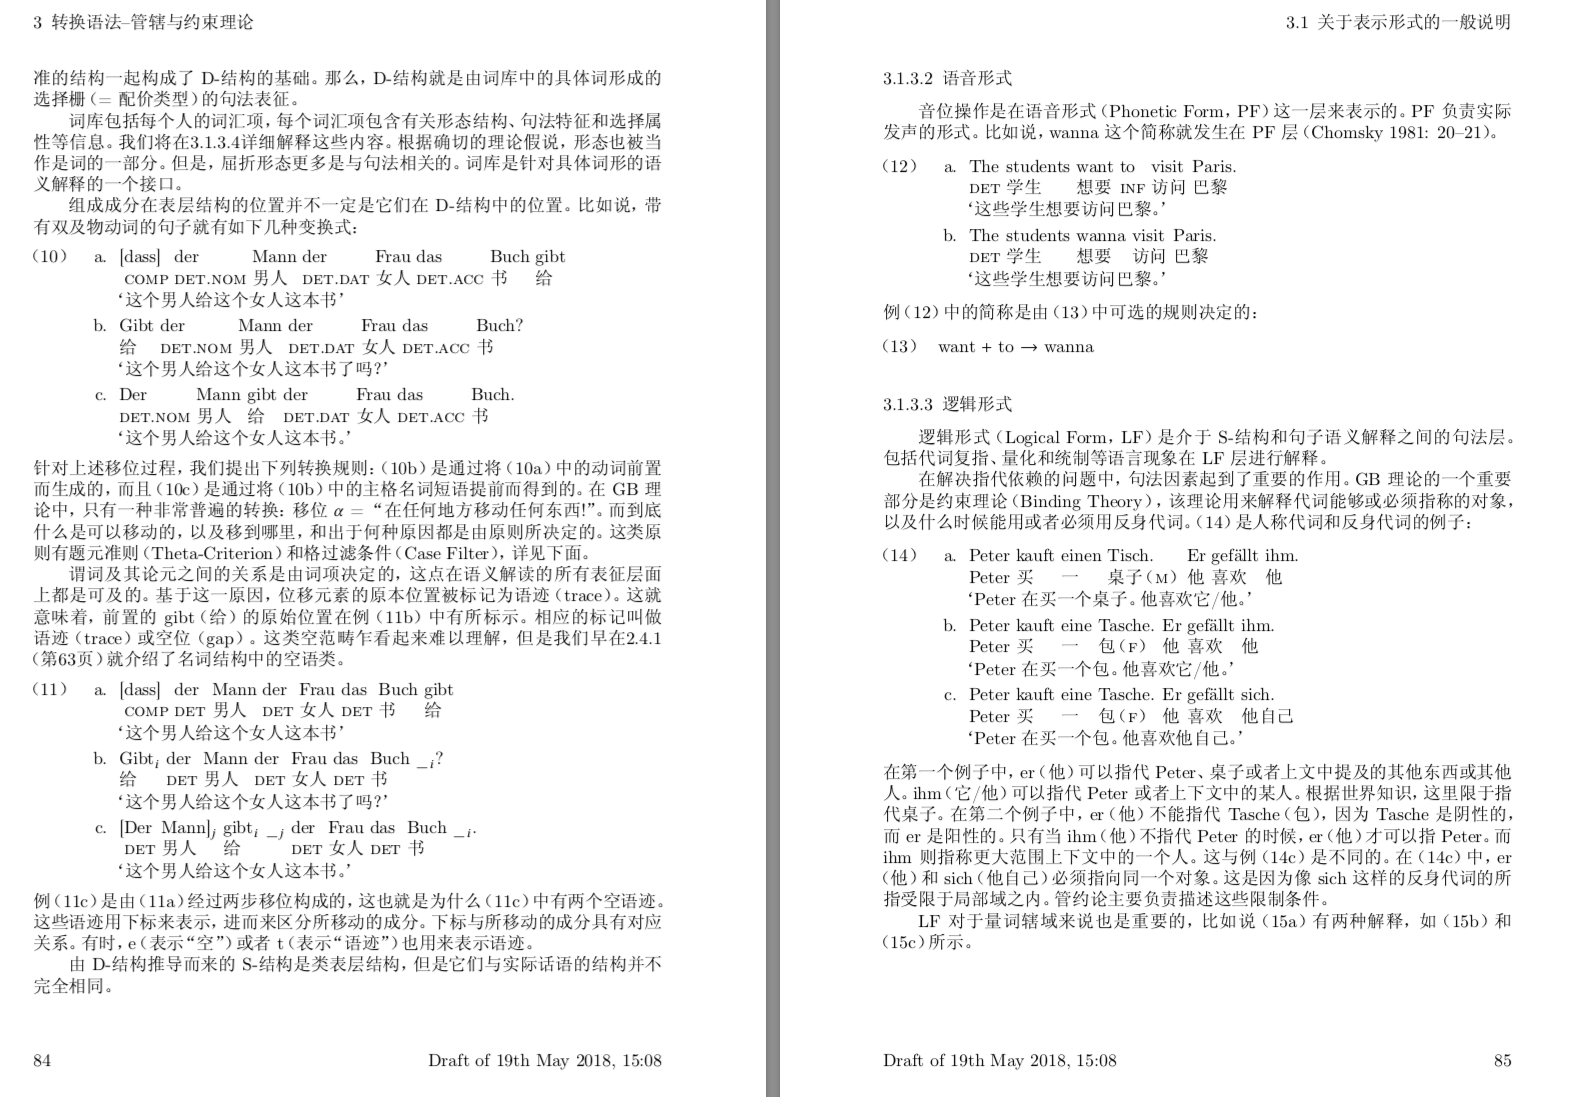 3 转换语法–管辖与约束理论
准的结构一起构成了 D-结构的基础。那么，D-结构就是由词库中的具体词形成的
选择栅（= 配价类型）的句法表征。
词库包括每个人的词汇项，每个词汇项包含有关形态结构、句法特征和选择属
性等信息。我们将在3.1.3.4详细解释这些内容。根据确切的理论假说，形态也被当
作是词的一部分。但是，屈折形态更多是与句法相关的。词库是针对具体词形的语
义解释的一个接口。
组成成分在表层结构的位置并不一定是它们在 D-结构中的位置。比如说，带
有双及物动词的句子就有如下几种变换式：
（10） a. [dass] der Mann der Frau das Buch gibt
COMP DET.NOM 男人 DET.DAT 女人 DET.ACC 书 给
‘这个男人给这个女人这本书’
b. Gibt der Mann der Frau das Buch?
给 DET.NOM 男人 DET.DAT 女人 DET.ACC 书
‘这个男人给这个女人这本书了吗?’
c. Der Mann gibt der Frau das Buch.
DET.NOM 男人 给 DET.DAT 女人 DET.ACC 书
‘这个男人给这个女人这本书。’
针对上述移位过程，我们提出下列转换规则：（10b）是通过将（10a）中的动词前置
而生成的，而且（10c）是通过将（10b）中的主格名词短语提前而得到的。在 GB 理
论中，只有一种非常普遍的转换：移位 α = “在任何地方移动任何东西!”。而到底
什么是可以移动的，以及移到哪里，和出于何种原因都是由原则所决定的。这类原
则有题元准则（Theta-Criterion）和格过滤条件（Case Filter），详见下面。
谓词及其论元之间的关系是由词项决定的，这点在语义解读的所有表征层面
上都是可及的。基于这一原因，位移元素的原本位置被标记为语迹（trace）。这就
意味着，前置的 gibt（给）的原始位置在例（11b）中有所标示。相应的标记叫做
语迹（trace）或空位（gap）。这类空范畴乍看起来难以理解，但是我们早在2.4.1
（第63页）就介绍了名词结构中的空语类。
（11） a. [dass] der Mann der Frau das Buch gibt
COMP DET 男人 DET 女人 DET 书 给
‘这个男人给这个女人这本书’
b. Gibt_i der Mann der Frau das Buch __i?
给 DET 男人 DET 女人 DET 书
‘这个男人给这个女人这本书了吗?’
c. [Der Mann]_j gibt_i __j der Frau das Buch __i.
DET 男人 给 DET 女人 DET 书
‘这个男人给这个女人这本书。’
例（11c）是由（11a）经过两步移位构成的，这也就是为什么（11c）中有两个空语迹。
这些语迹用下标来表示，进而来区分所移动的成分。下标与所移动的成分具有对应
关系。有时，e（表示“空”）或者 t（表示“语迹”）也用来表示语迹。
由 D-结构推导而来的 S-结构是类表层结构，但是它们与实际话语的结构并不
完全相同。
84 Draft of 19th May 2018, 15:08
3.1 关于表示形式的一般说明
3.1.3.2 语音形式
音位操作是在语音形式（Phonetic Form，PF）这一层来表示的。PF 负责实际
发声的形式。比如说，wanna 这个简称就发生在 PF 层（Chomsky 1981: 20–21）。
（12） a. The students want to visit Paris.
DET 学生 想要 INF 访问 巴黎
‘这些学生想要访问巴黎。’
b. The students wanna visit Paris.
DET 学生 想要 访问 巴黎
‘这些学生想要访问巴黎。’
例（12）中的简称是由（13）中可选的规则决定的：
（13） want + to → wanna
3.1.3.3 逻辑形式
逻辑形式（Logical Form，LF）是介于 S-结构和句子语义解释之间的句法层。
包括代词复指、量化和统制等语言现象在 LF 层进行解释。
在解决指代依赖的问题中，句法因素起到了重要的作用。GB 理论的一个重要
部分是约束理论（Binding Theory），该理论用来解释代词能够或必须指称的对象，
以及什么时候能用或者必须用反身代词。（14）是人称代词和反身代词的例子：
（14） a. Peter kauft einen Tisch. Er gefällt ihm.
Peter 买 一 桌子（M）他 喜欢 他
‘Peter 在买一个桌子。他喜欢它/他。’
b. Peter kauft eine Tasche. Er gefällt ihm.
Peter 买 一 包（F） 他 喜欢 他
‘Peter 在买一个包。他喜欢它/他。’
c. Peter kauft eine Tasche. Er gefällt sich.
Peter 买 一 包（F） 他 喜欢 他自己
‘Peter 在买一个包。他喜欢他自己。’
在第一个例子中，er（他）可以指代 Peter、桌子或者上文中提及的其他东西或其他
人。ihm（它/他）可以指代 Peter 或者上下文中的某人。根据世界知识，这里限于指
代桌子。在第二个例子中，er（他）不能指代 Tasche（包），因为 Tasche 是阴性的，
而 er 是阳性的。只有当 ihm（他）不指代 Peter 的时候，er（他）才可以指 Peter。而
ihm 则指称更大范围上下文中的一个人。这与例（14c）是不同的。在（14c）中，er
（他）和 sich（他自己）必须指向同一个对象。这是因为像 sich 这样的反身代词的所
指受限于局部域之内。管约论主要负责描述这些限制条件。
LF 对于量词辖域来说也是重要的，比如说（15a）有两种解释，如（15b）和
（15c）所示。
Draft of 19th May 2018, 15:08 85